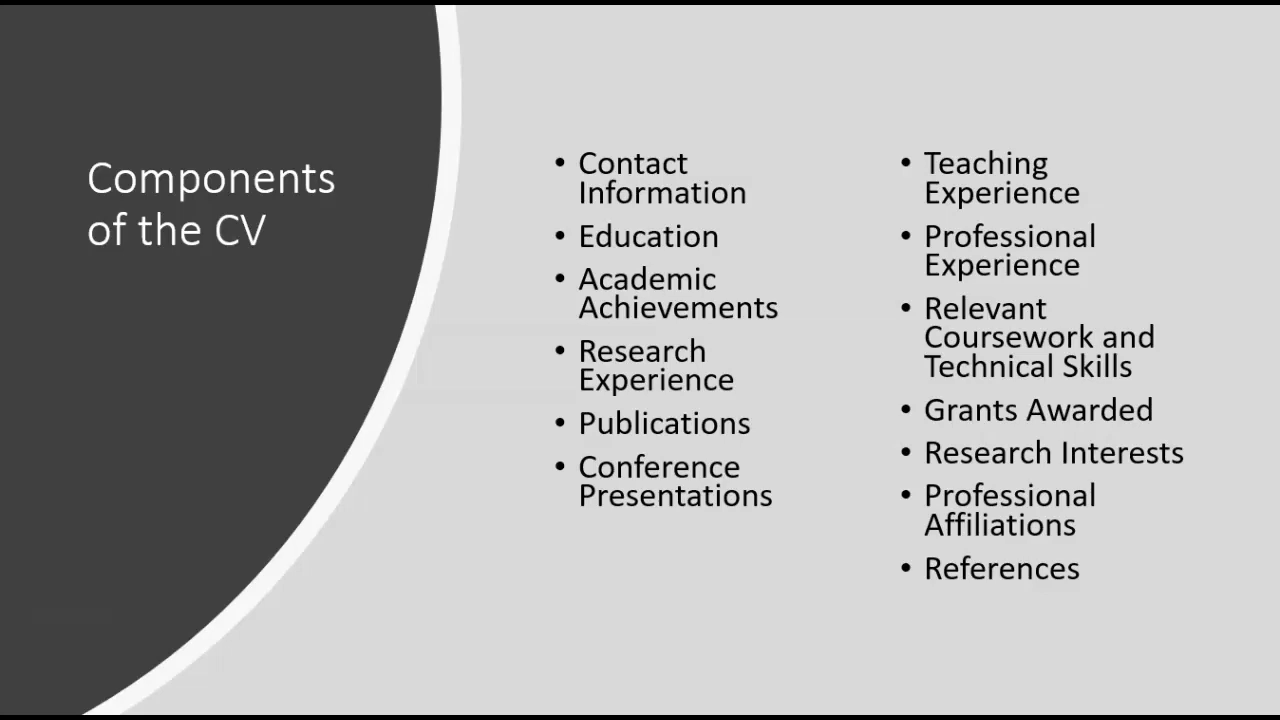 Components
of the CV
• Contact
Information
• Education
• Academic
Achievements
• Research
Experience
• Publications
• Conference
Presentations
• Teaching
Experience
• Professional
Experience
• Relevant
Coursework and
Technical Skills
• Grants Awarded
• Research Interests
• Professional
Affiliations
• References